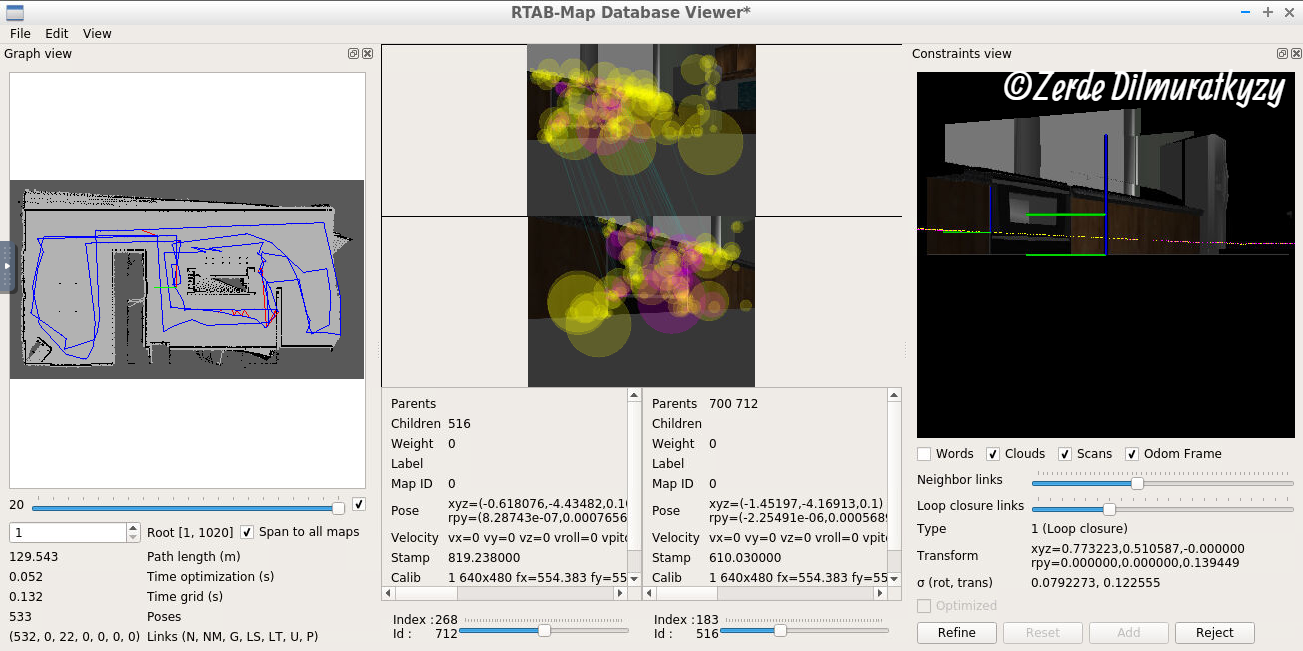 RTAB-Map Database Viewer*
File Edit View
Graph view
20
1 Root [1, 1020] Span to all maps
129.543 Path length (m)
0.052 Time optimization (s)
0.132 Time grid (s)
533 Poses
(532, 0, 22, 0, 0, 0, 0) Links (N, NM, G, LS, LT, U, P)
Parents
Children 516
Weight 0
Label
Map ID 0
Pose xyz=(-0.618076,-4.43482,0.1
rpy=(8.28743e-07,0.0007656
Velocity vx=0 vy=0 vz=0 vroll=0 vpit
Stamp 819.238000
Calib 1 640x480 fx=554.383 fy=55
Index : 268
Id : 712
Parents 700 712
Children
Weight 0
Label
Map ID 0
Pose xyz=(-1.45197,-4.16913,0.1)
rpy=(-2.25491e-06,0.000568
Velocity vx=0 vy=0 vz=0 vroll=0 vpit
Stamp 610.030000
Calib 1 640x480 fx=554.383 fy=55
Index : 183
Id : 516
Constraints view
©Zerde Dilmuratkyzy
Words Clouds Scans Odom Frame
Neighbor links
Loop closure links
Type 1 (Loop closure)
Transform xyz=0.773223,0.510587,-0.000000
rpy=0.000000,0.000000,0.139449
σ (rot, trans) 0.0792273, 0.122555
Optimized
Refine Reset Add Reject